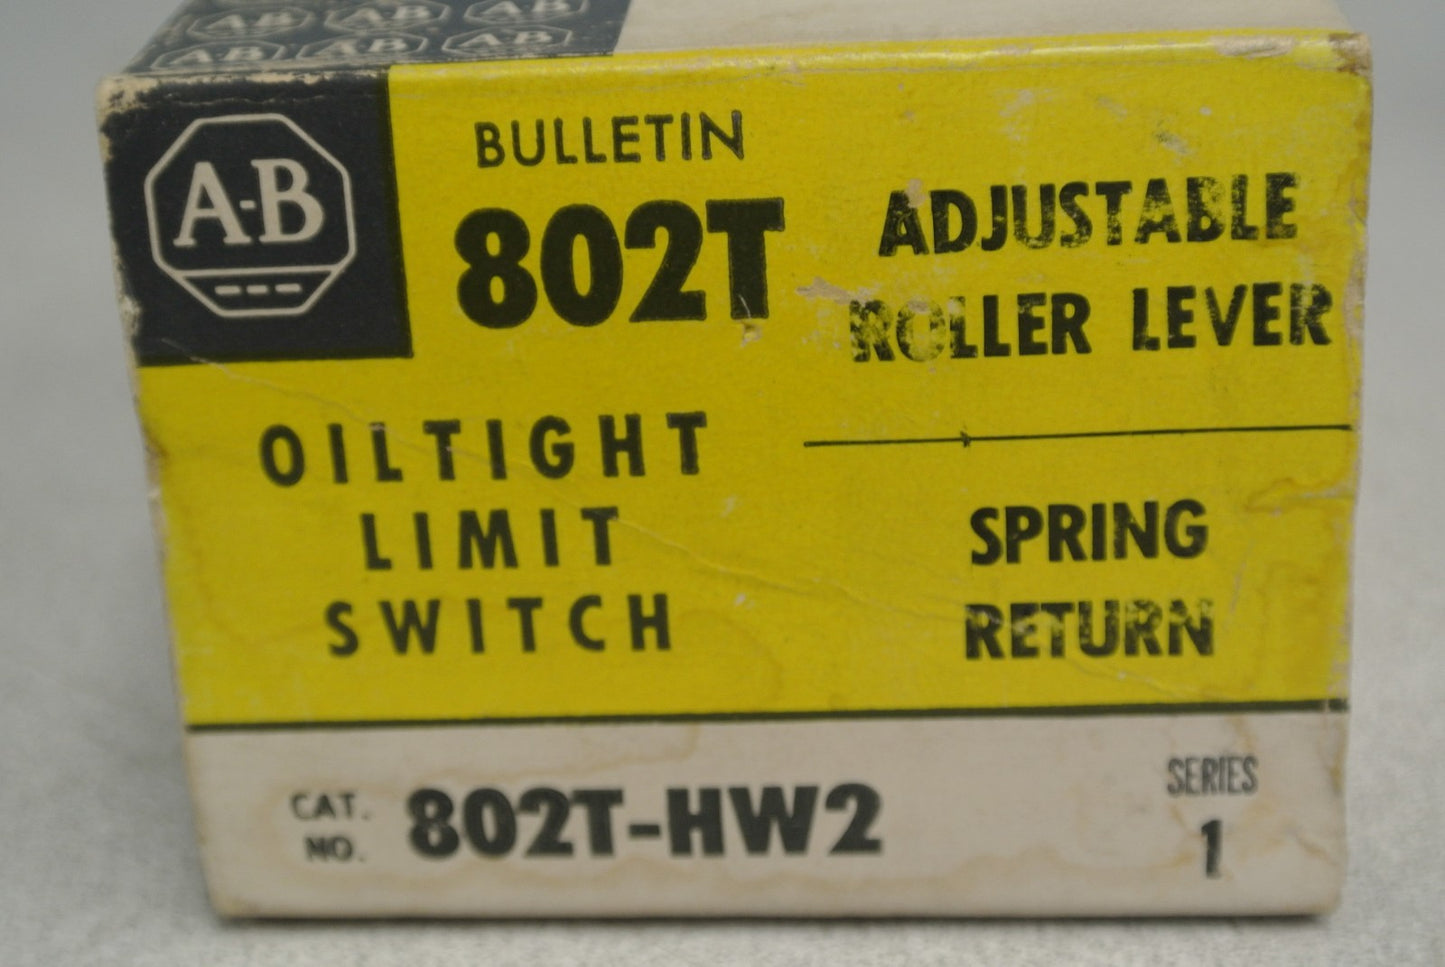 A-B A-B A-B
A-B A-B A-B
A-B
BULLETIN
802T
OILTIGHT
LIMIT
SWITCH
ADJUSTABLE
ROLLER LEVER
SPRING
RETURN
CAT.
NO.
802T-HW2
SERIES
1